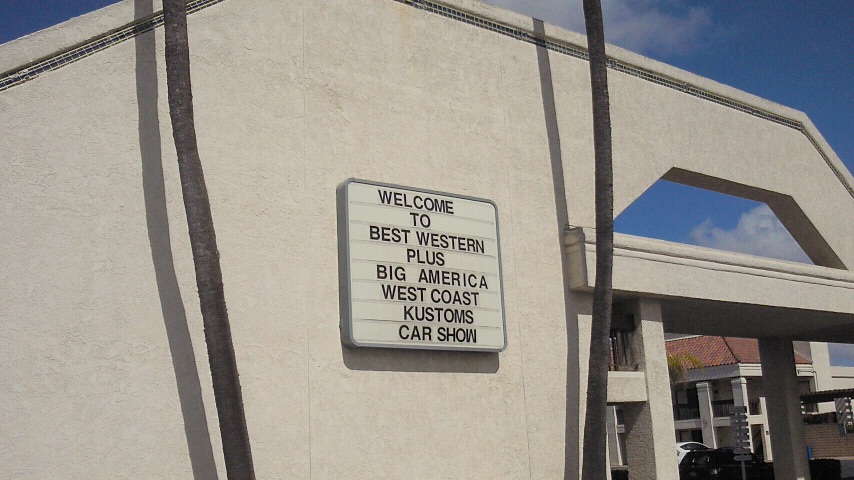 WELCOME
TO
BEST WESTERN
PLUS
BIG AMERICA
WEST COAST
KUSTOMS
CAR SHOW